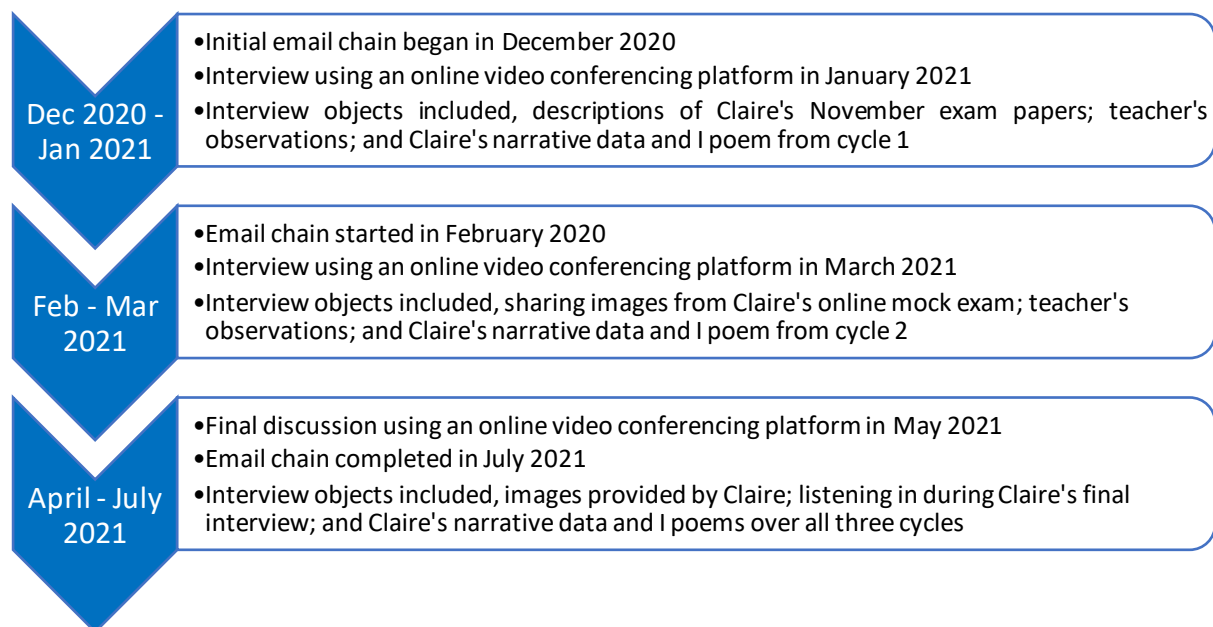 Dec 2020 -
Jan 2021
•Initial email chain began in December 2020
•Interview using an online video conferencing platform in January 2021
•Interview objects included, descriptions of Claire's November exam papers; teacher's
observations; and Claire's narrative data and I poem from cycle 1
Feb - Mar
2021
•Email chain started in February 2020
•Interview using an online video conferencing platform in March 2021
•Interview objects included, sharing images from Claire's online mock exam; teacher's
observations; and Claire's narrative data and I poem from cycle 2
April - July
2021
•Final discussion using an online video conferencing platform in May 2021
•Email chain completed in July 2021
•Interview objects included, images provided by Claire; listening in during Claire's final
interview; and Claire's narrative data and I poems over all three cycles